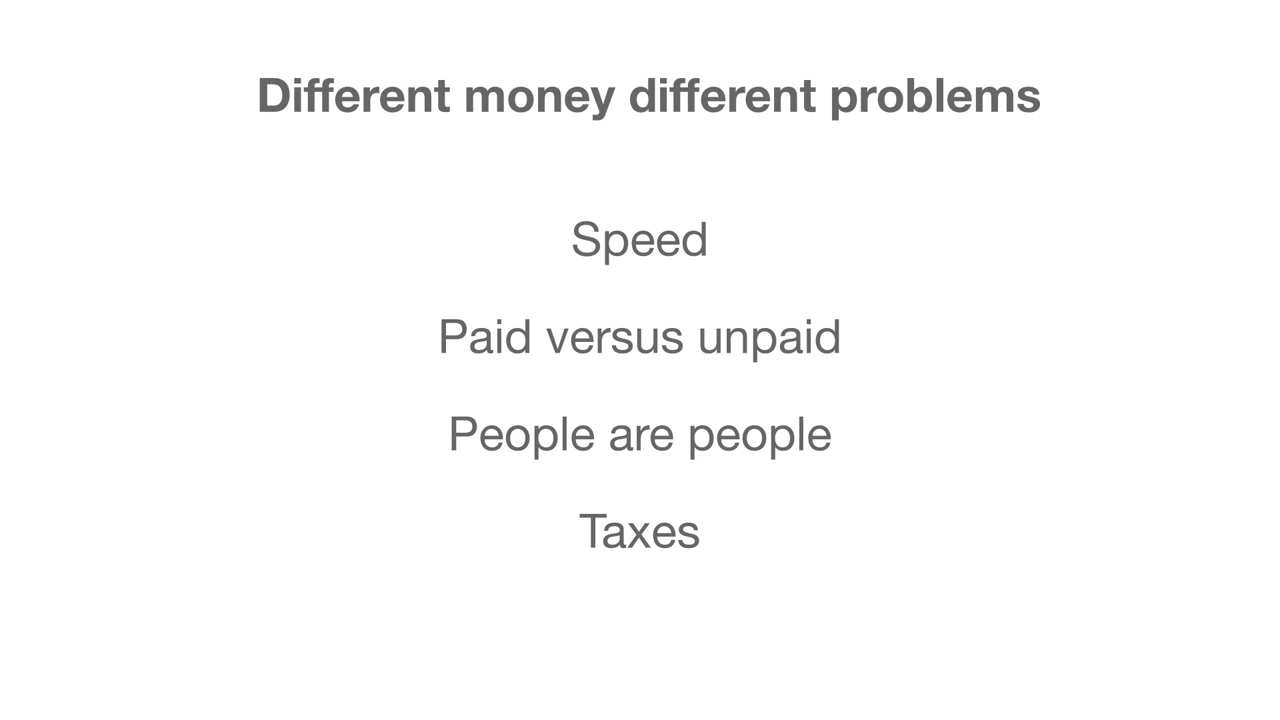 Different money different problems
Speed
Paid versus unpaid
People are people
Taxes